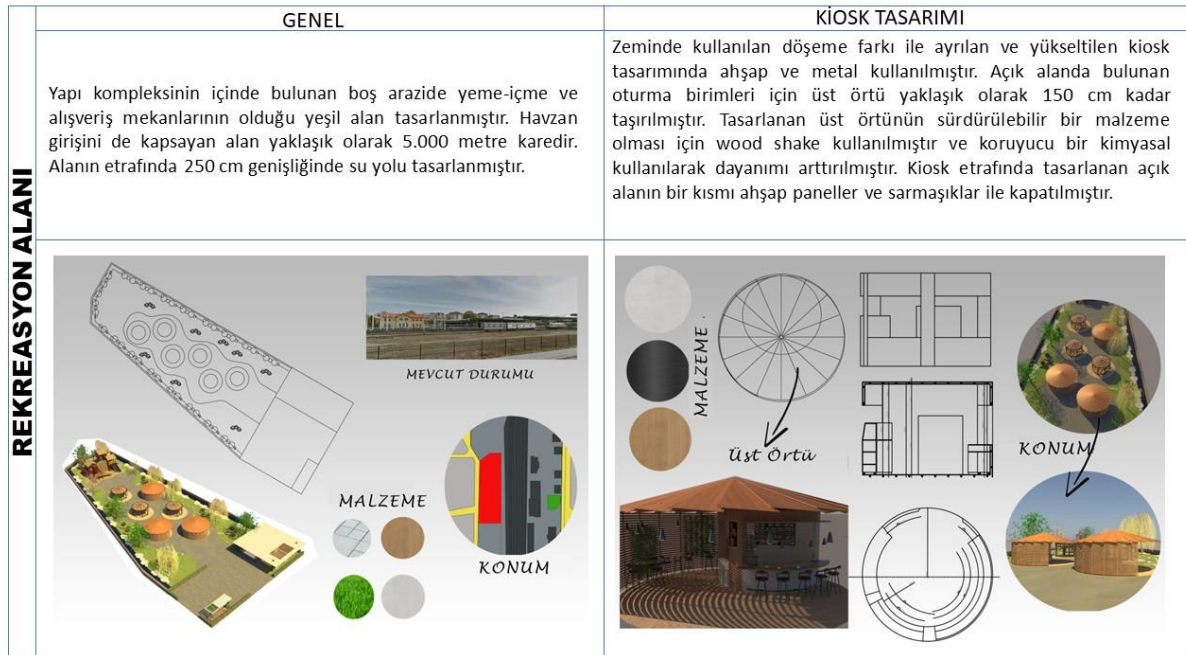 REKREASYON ALANI
GENEL
Yapı kompleksinin içinde bulunan boş arazide yeme-içme ve
alışveriş mekanlarının olduğu yeşil alan tasarlanmıştır. Havzan
girişini de kapsayan alan yaklaşık olarak 5.000 metre karedir.
Alanın etrafında 250 cm genişliğinde su yolu tasarlanmıştır.
KİOSK TASARIMI
Zeminde kullanılan döşeme farkı ile ayrılan ve yükseltilen kiosk
tasarımında ahşap ve metal kullanılmıştır. Açık alanda bulunan
oturma birimleri için üst örtü yaklaşık olarak 150 cm kadar
taşırılmıştır. Tasarlanan üst örtünün sürdürülebilir bir malzeme
olması için wood shake kullanılmıştır ve koruyucu bir kimyasal
kullanılarak dayanımı arttırılmıştır. Kiosk etrafında tasarlanan açık
alanın bir kısmı ahşap paneller ve sarmaşıklar ile kapatılmıştır.
MEVCUT DURUMU
MALZEME
KONUM
MALZEME .
Üst Örtü
KONUM